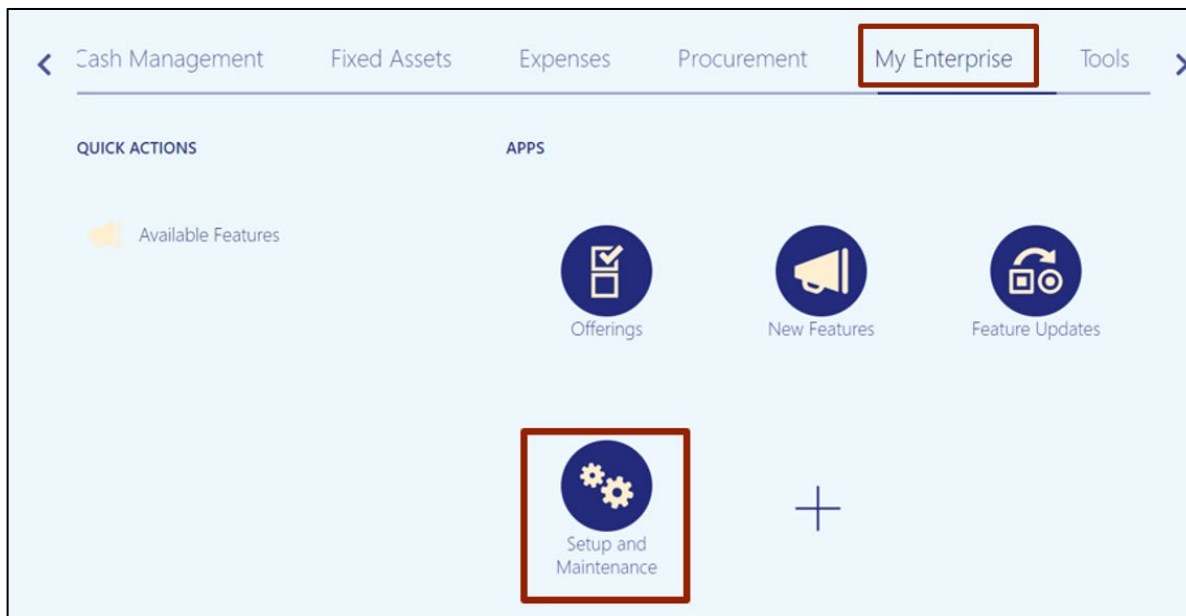 Cash Management Fixed Assets Expenses Procurement My Enterprise Tools
QUICK ACTIONS
APPS
Available Features
Offerings
New Features
Feature Updates
Setup and
Maintenance